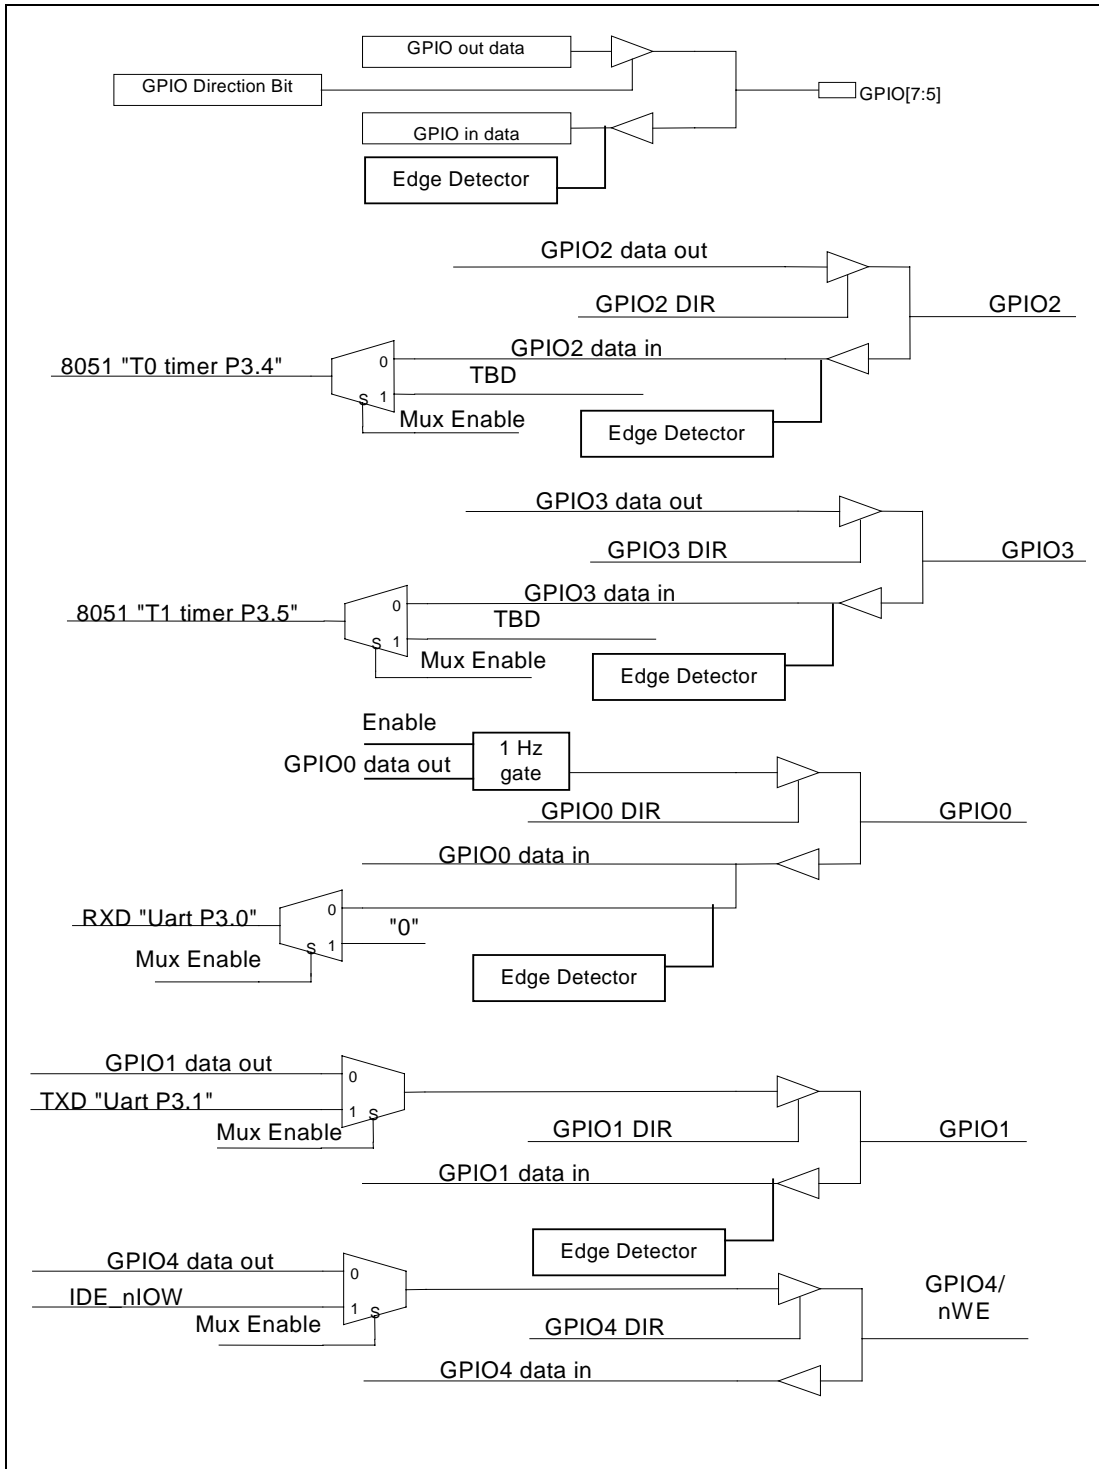 GPIO out data
GPIO Direction Bit
GPIO[7:5]
GPIO in data
Edge Detector
GPIO2 data out
GPIO2 DIR
GPIO2
8051 "T0 timer P3.4"
0
GPIO2 data in
TBD
S 1
Mux Enable
Edge Detector
GPIO3 data out
GPIO3 DIR
GPIO3
8051 "T1 timer P3.5"
0
GPIO3 data in
TBD
S 1
Mux Enable
Edge Detector
Enable
GPIO0 data out
1 Hz
gate
GPIO0 DIR
GPIO0
GPIO0 data in
RXD "Uart P3.0"
0
"0"
S 1
Mux Enable
Edge Detector
GPIO1 data out
0
TXD "Uart P3.1"
1 S
Mux Enable
GPIO1 DIR
GPIO1
GPIO1 data in
Edge Detector
GPIO4 data out
0
IDE_nIOW
1 S
Mux Enable
GPIO4 DIR
GPIO4/
nWE
GPIO4 data in